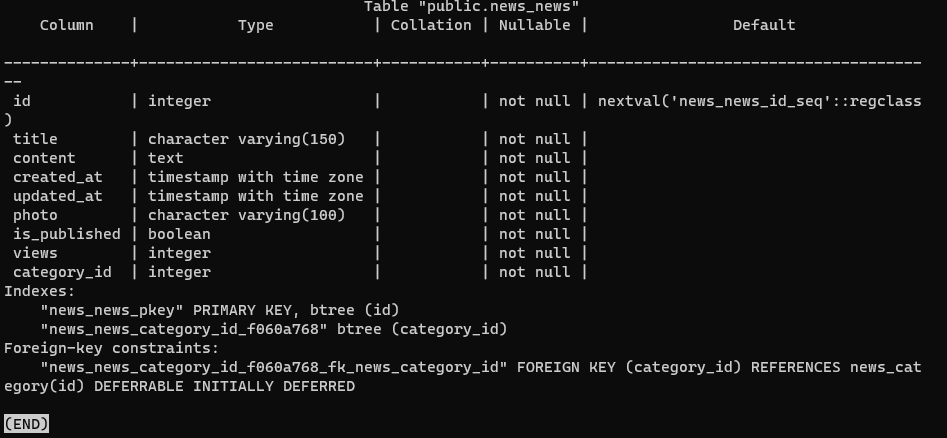 Table "public.news_news"
    Column    |           Type           | Collation | Nullable |                Default

--------------+--------------------------+-----------+----------+-------------------------------------
--
 id           | integer                  |           | not null | nextval('news_news_id_seq'::regclass
)
 title        | character varying(150)   |           | not null |
 content      | text                     |           | not null |
 created_at   | timestamp with time zone |           | not null |
 updated_at   | timestamp with time zone |           | not null |
 photo        | character varying(100)   |           | not null |
 is_published | boolean                  |           | not null |
 views        | integer                  |           | not null |
 category_id  | integer                  |           | not null |
Indexes:
    "news_news_pkey" PRIMARY KEY, btree (id)
    "news_news_category_id_f060a768" btree (category_id)
Foreign-key constraints:
    "news_news_category_id_f060a768_fk_news_category_id" FOREIGN KEY (category_id) REFERENCES news_cat
egory(id) DEFERRABLE INITIALLY DEFERRED

(END)